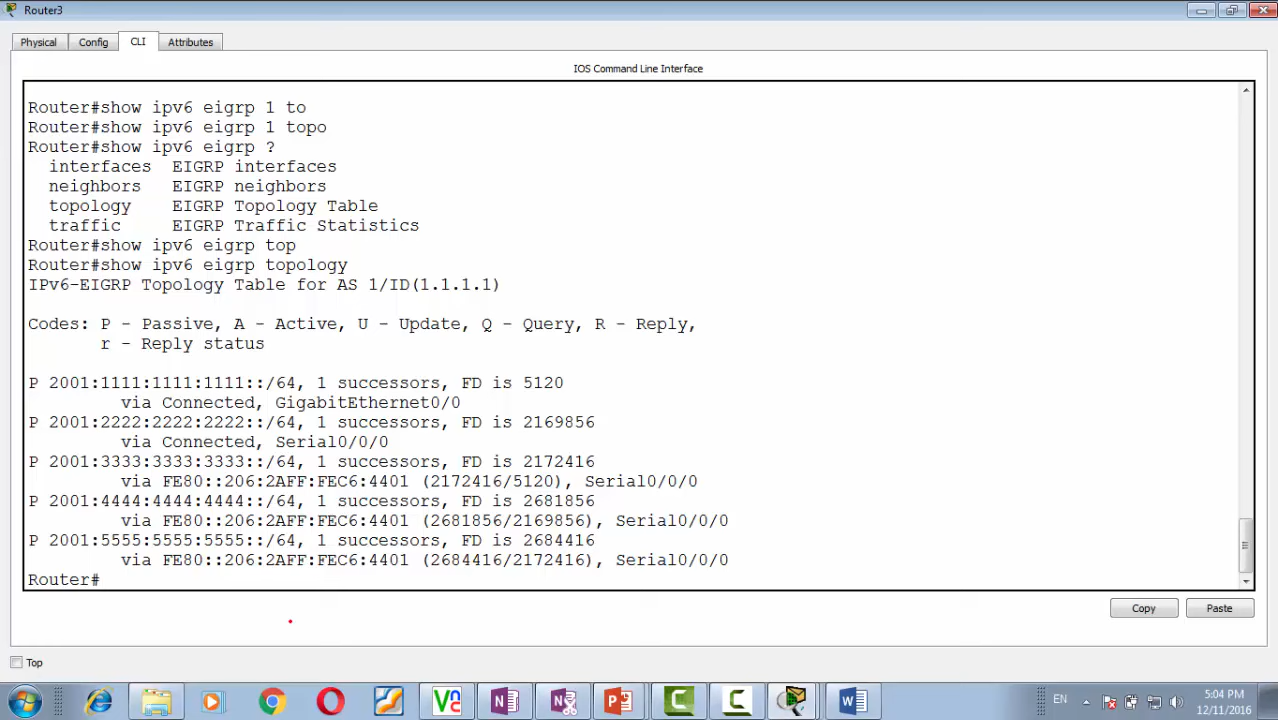 Router3
Physical Config CLI Attributes
IOS Command Line Interface
Router#show ipv6 eigrp 1 to
Router#show ipv6 eigrp 1 topo
Router#show ipv6 eigrp ?
interfaces EIGRP interfaces
neighbors EIGRP neighbors
topology EIGRP Topology Table
traffic EIGRP Traffic Statistics
Router#show ipv6 eigrp top
Router#show ipv6 eigrp topology
IPv6-EIGRP Topology Table for AS 1/ID(1.1.1.1)
Codes: P - Passive, A - Active, U - Update, Q - Query, R - Reply,
r - Reply status
P 2001:1111:1111:1111::/64, 1 successors, FD is 5120
via Connected, GigabitEthernet0/0
P 2001:2222:2222:2222::/64, 1 successors, FD is 2169856
via Connected, Serial0/0/0
P 2001:3333:3333:3333::/64, 1 successors, FD is 2172416
via FE80::206:2AFF:FEC6:4401 (2172416/5120), Serial0/0/0
P 2001:4444:4444:4444::/64, 1 successors, FD is 2681856
via FE80::206:2AFF:FEC6:4401 (2681856/2169856), Serial0/0/0
P 2001:5555:5555:5555::/64, 1 successors, FD is 2684416
via FE80::206:2AFF:FEC6:4401 (2684416/2172416), Serial0/0/0
Router#
Copy Paste
Top
EN
5:04 PM
12/11/2016